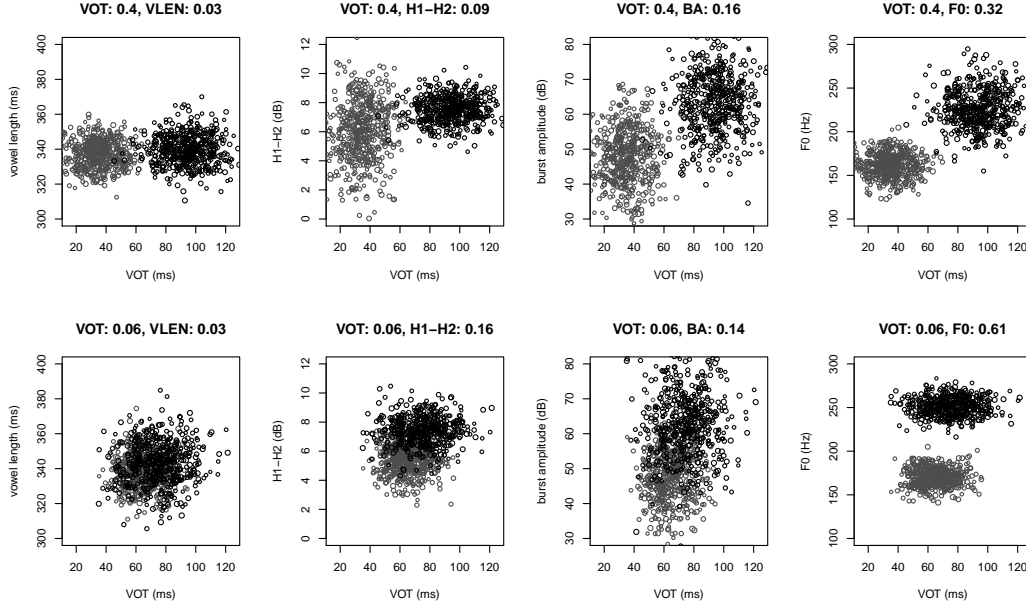 VOT: 0.4, VLEN: 0.03
vowel length (ms)
400
380
360
340
320
300
20 40 60 80 100 120
VOT (ms)
VOT: 0.4, H1−H2: 0.09
H1−H2 (dB)
12
10
8
6
4
2
0
20 40 60 80 100 120
VOT (ms)
VOT: 0.4, BA: 0.16
burst amplitude (dB)
80
70
60
50
40
30
20 40 60 80 100 120
VOT (ms)
VOT: 0.4, F0: 0.32
F0 (Hz)
300
250
200
150
100
20 40 60 80 100 120
VOT (ms)
VOT: 0.06, VLEN: 0.03
vowel length (ms)
400
380
360
340
320
300
20 40 60 80 100 120
VOT (ms)
VOT: 0.06, H1−H2: 0.16
H1−H2 (dB)
12
10
8
6
4
2
0
20 40 60 80 100 120
VOT (ms)
VOT: 0.06, BA: 0.14
burst amplitude (dB)
80
70
60
50
40
30
20 40 60 80 100 120
VOT (ms)
VOT: 0.06, F0: 0.61
F0 (Hz)
300
250
200
150
100
20 40 60 80 100 120
VOT (ms)